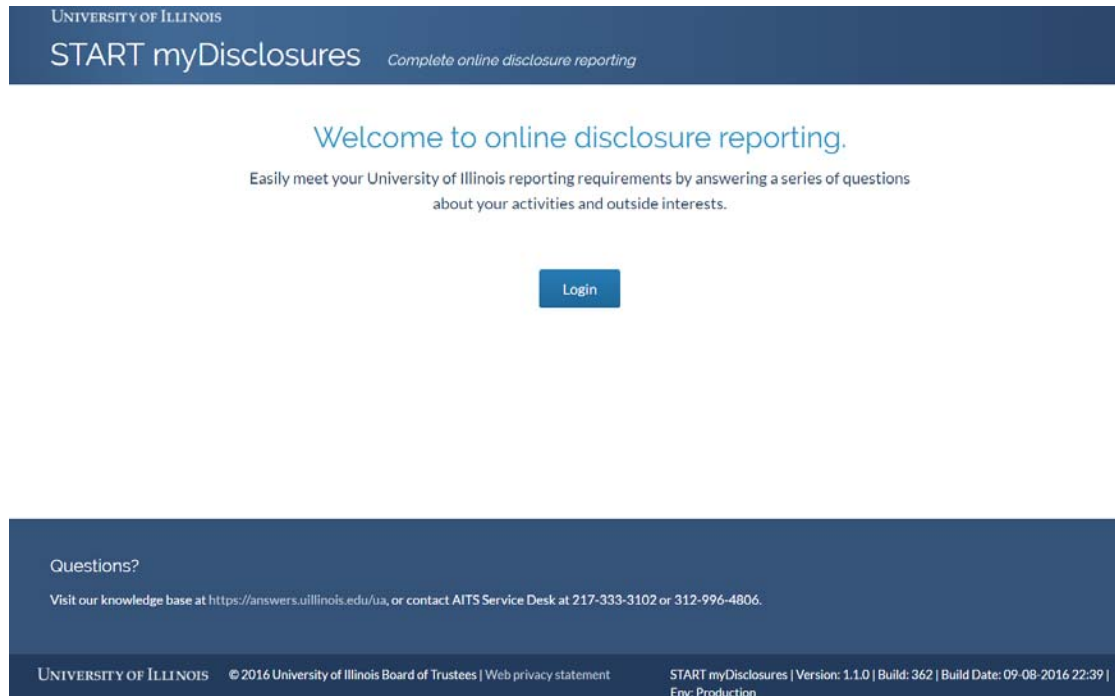 UNIVERSITY OF ILLINOIS
START myDisclosures Complete online disclosure reporting
Welcome to online disclosure reporting.
Easily meet your University of Illinois reporting requirements by answering a series of questions
about your activities and outside interests.
Login
Questions?
Visit our knowledge base at https://answers.uillinois.edu/ua, or contact AITS Service Desk at 217-333-3102 or 312-996-4806.
UNIVERSITY OF ILLINOIS © 2016 University of Illinois Board of Trustees | Web privacy statement START myDisclosures | Version: 1.1.0 | Build: 362 | Build Date: 09-08-2016 22:39 |
Env: Production